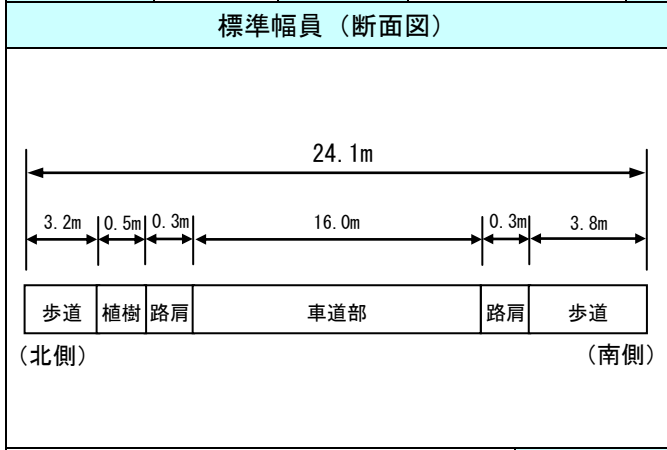 標準幅員（断面図）
24.1m
3.2m 0.5m 0.3m 16.0m 0.3m 3.8m
歩道 植樹 路肩 車道部 路肩 歩道
（北側） （南側）